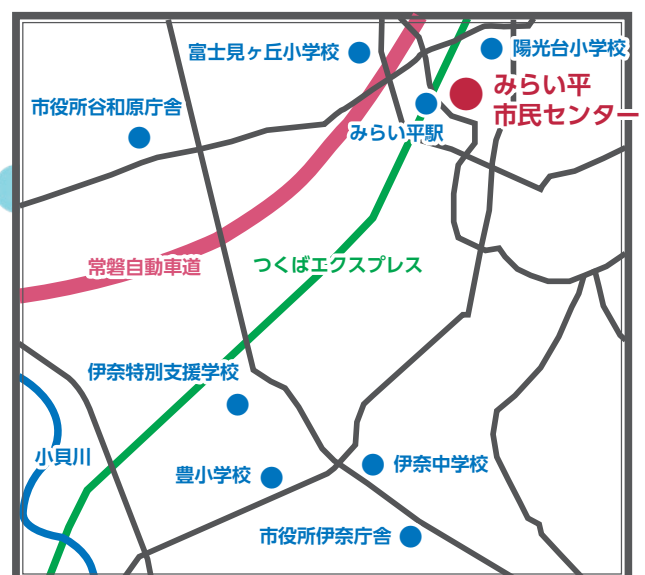 富士見ヶ丘小学校
陽光台小学校
みらい平
市民センター
市役所谷和原庁舎
みらい平駅
常磐自動車道
つくばエクスプレス
伊奈特別支援学校
小貝川
豊小学校
伊奈中学校
市役所伊奈庁舎